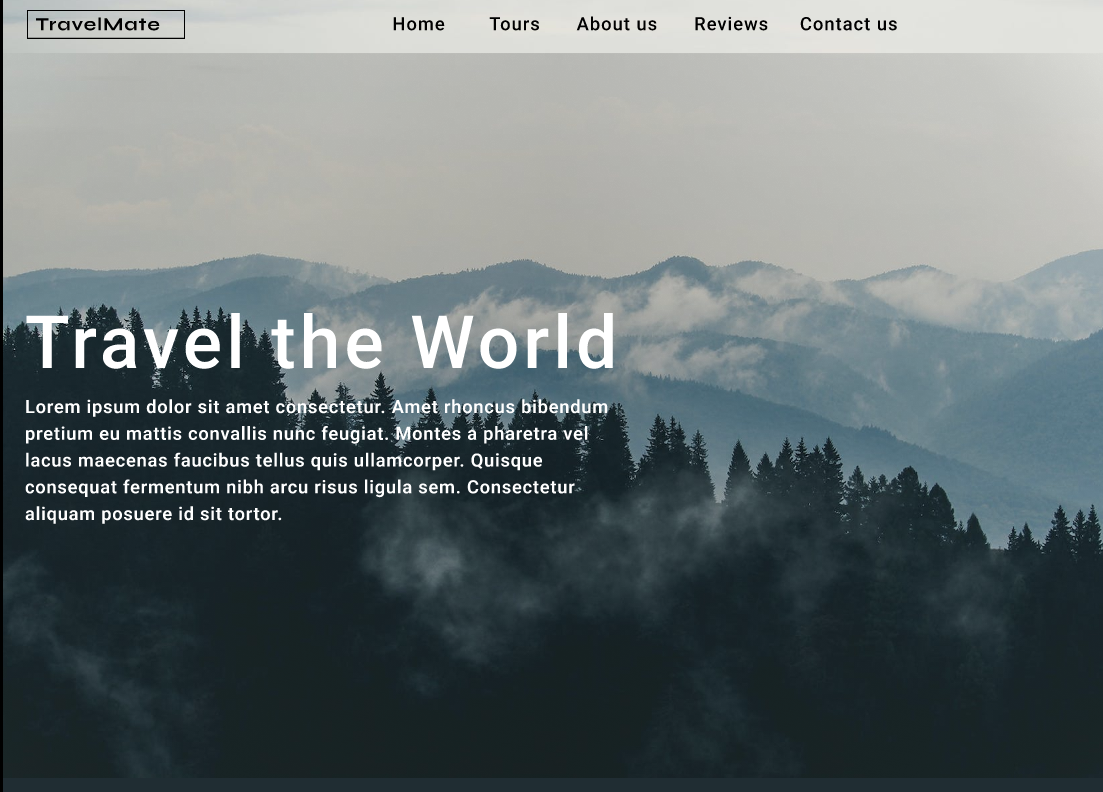 TravelMate
Home Tours About us Reviews Contact us
Travel the World
Lorem ipsum dolor sit amet consectetur. Amet rhoncus bibendum
pretium eu mattis convallis nunc feugiat. Montes a pharetra vel
lacus maecenas faucibus tellus quis ullamcorper. Quisque
consequat fermentum nibh arcu risus ligula sem. Consectetur
aliquam posuere id sit tortor.